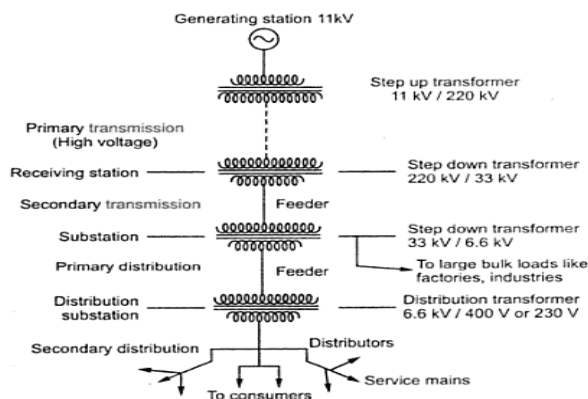 Generating station 11kV
Step up transformer
11 kV / 220 kV
Primary transmission
(High voltage)
Receiving station
Step down transformer
220 kV / 33 kV
Secondary transmission
Feeder
Substation
Step down transformer
33 kV / 6.6 kV
To large bulk loads like
factories, industries
Primary distribution
Feeder
Distribution
substation
Distribution transformer
6.6 kV / 400 V or 230 V
Secondary distribution
Distributors
Service mains
To consumers